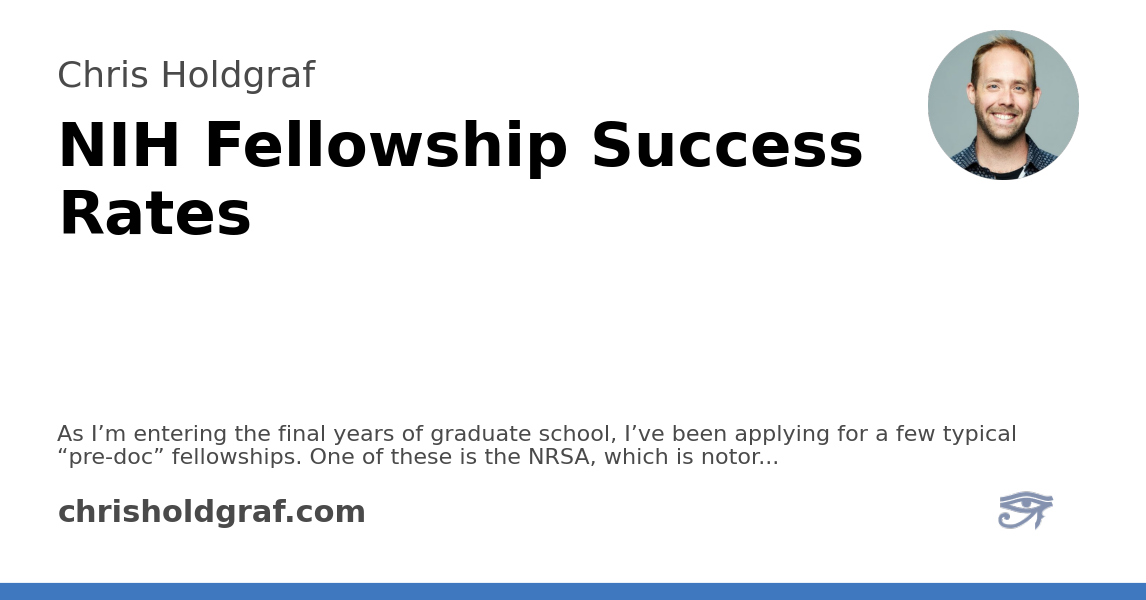 Chris Holdgraf
NIH Fellowship Success
Rates
As I’m entering the final years of graduate school, I’ve been applying for a few typical
“pre-doc” fellowships. One of these is the NRSA, which is notor...
chrisholdgraf.com